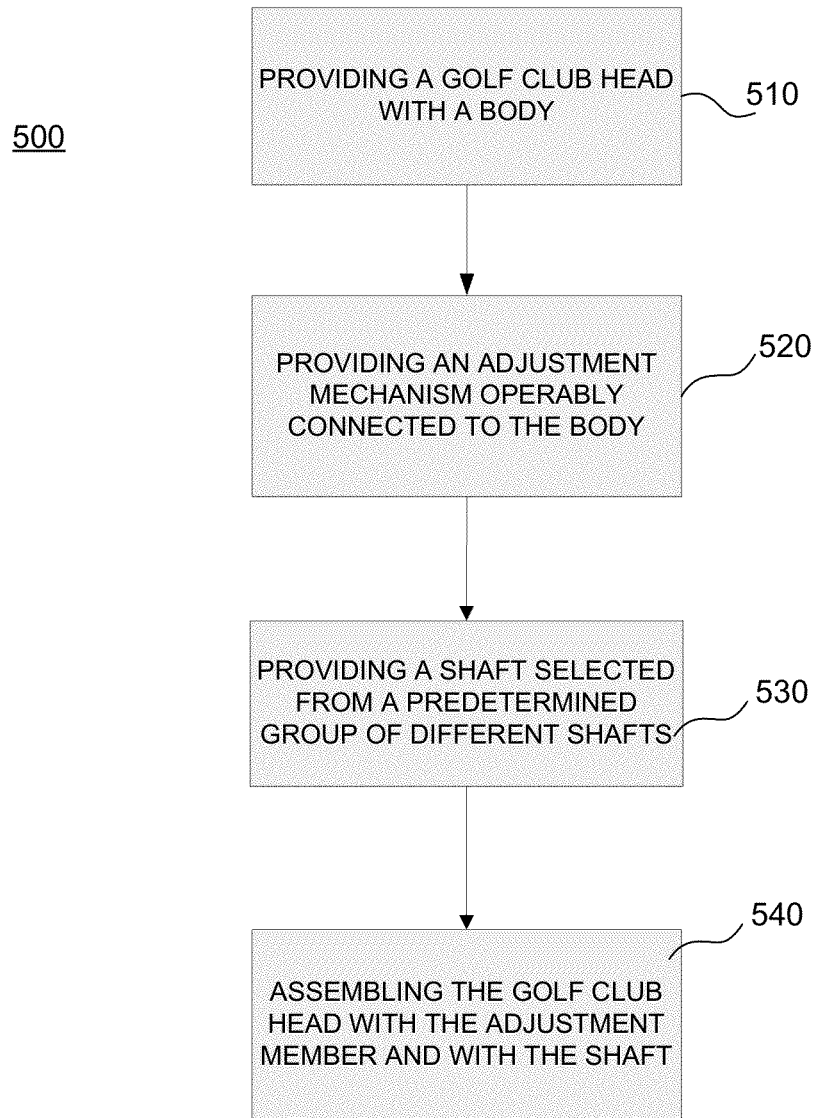 500
PROVIDING A GOLF CLUB HEAD
WITH A BODY
510
PROVIDING AN ADJUSTMENT
MECHANISM OPERABLY
CONNECTED TO THE BODY
520
PROVIDING A SHAFT SELECTED
FROM A PREDETERMINED
GROUP OF DIFFERENT SHAFTS
530
ASSEMBLING THE GOLF CLUB
HEAD WITH THE ADJUSTMENT
MEMBER AND WITH THE SHAFT
540